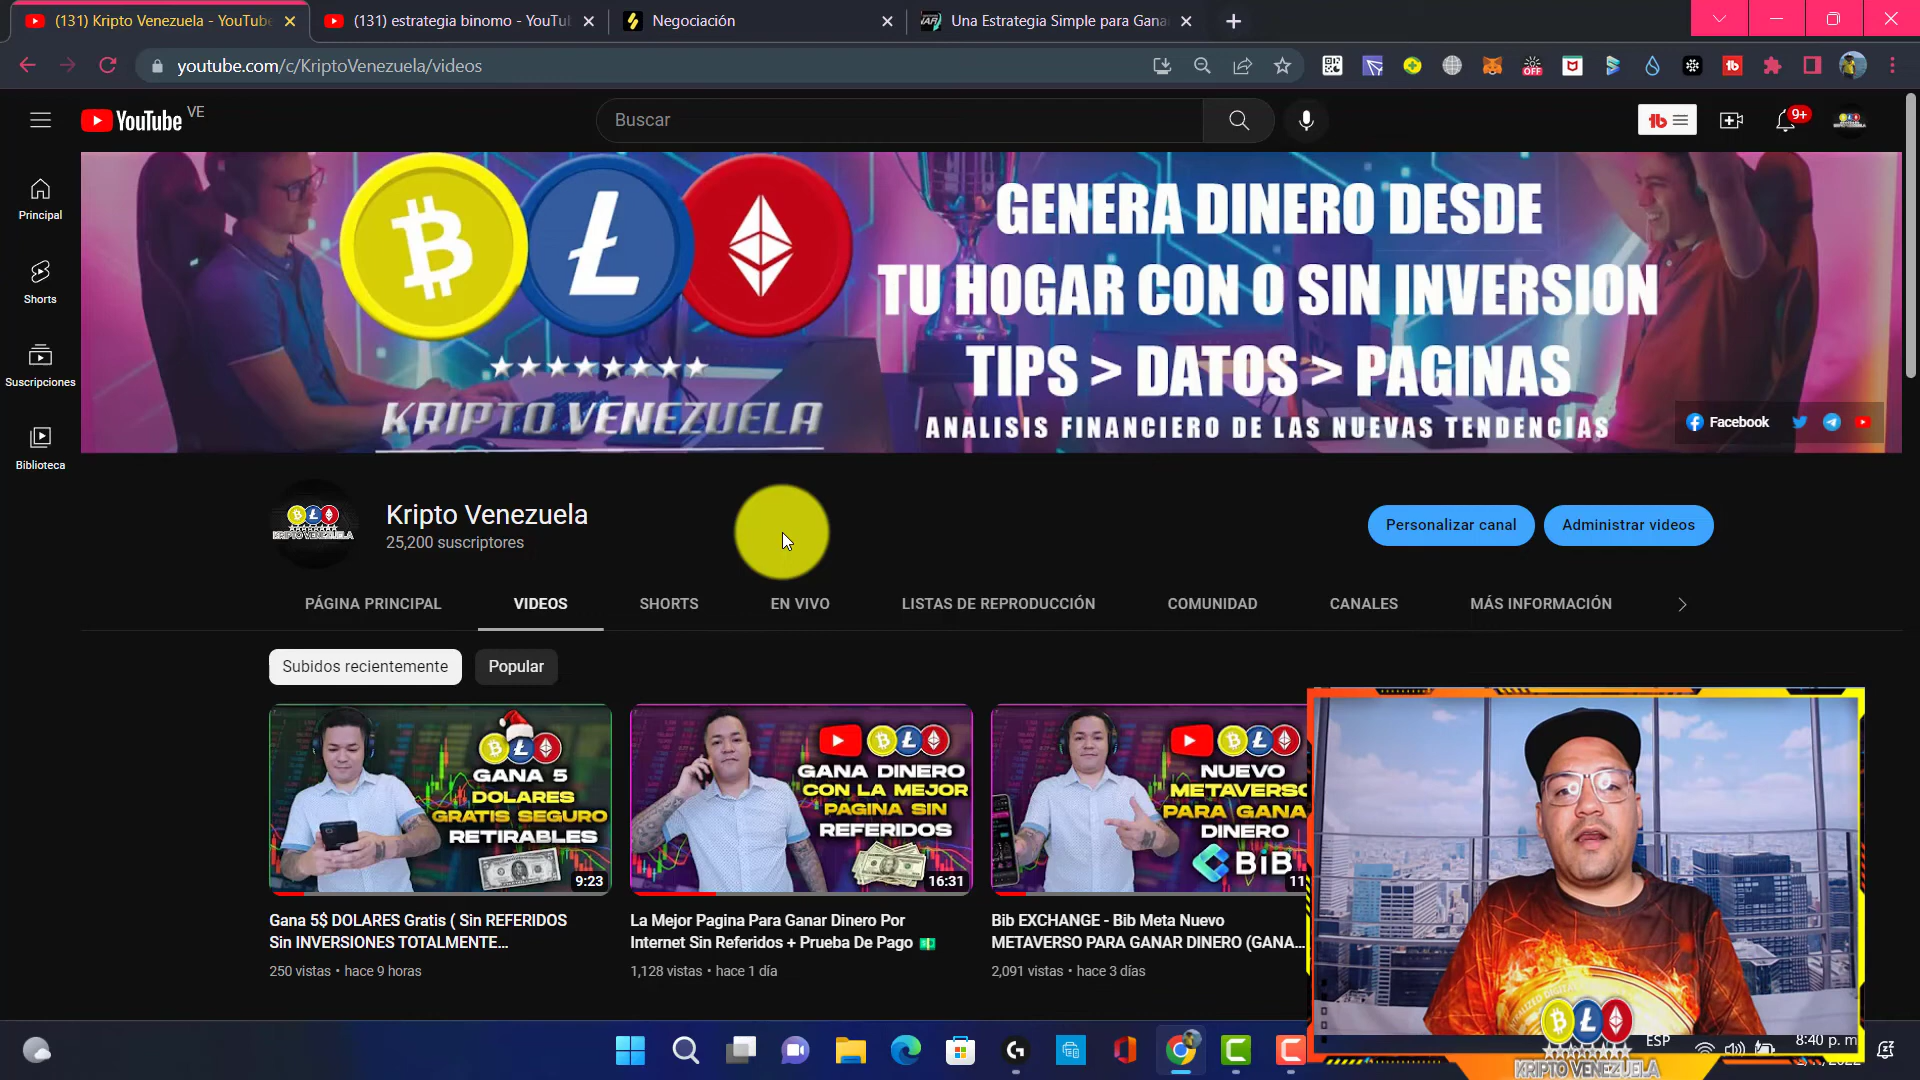 (131) Kripto Venezuela - YouTube
(131) estrategia binomo - YouTu
Negociación
Una Estrategia Simple para Gana
youtube.com/c/KriptoVenezuela/videos
YouTube VE
Buscar
9+
Principal
Shorts
Suscripciones
Biblioteca
GENERA DINERO DESDE
TU HOGAR CON O SIN INVERSION
TIPS > DATOS > PAGINAS
ANALISIS FINANCIERO DE LAS NUEVAS TENDENCIAS
KRIPTO VENEZUELA
Facebook
Kripto Venezuela
25,200 suscriptores
Personalizar canal
Administrar videos
PÁGINA PRINCIPAL
VIDEOS
SHORTS
EN VIVO
LISTAS DE REPRODUCCIÓN
COMUNIDAD
CANALES
MÁS INFORMACIÓN
Subidos recientemente
Popular
GANA 5
DOLARES
GRATIS SEGURO
RETIRABLES
9:23
Gana 5$ DOLARES Gratis ( Sin REFERIDOS
Sin INVERSIONES TOTALMENTE...
250 vistas • hace 9 horas
GANA DINERO
CON LA MEJOR
PAGINA SIN
REFERIDOS
16:31
La Mejor Pagina Para Ganar Dinero Por
Internet Sin Referidos + Prueba De Pago
1,128 vistas • hace 1 día
NUEVO
METAVERSO
PARA GANA
DINERO
BiB
11
Bib EXCHANGE - Bib Meta Nuevo
METAVERSO PARA GANAR DINERO (GANA...
2,091 vistas • hace 3 días
KRIPTO VENEZUELA
ESP
8:40 p. m